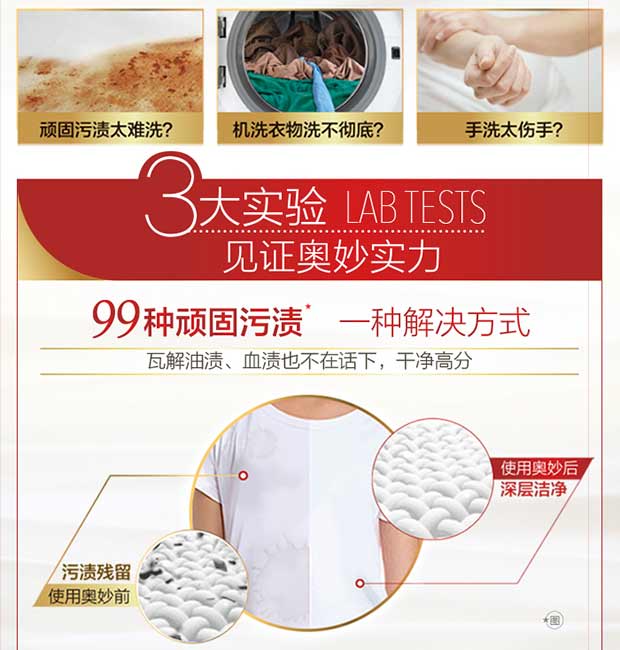 顽固污渍太难洗？
机洗衣物洗不彻底？
手洗太伤手？
3大实验 LAB TESTS
见证奥妙实力
99种顽固污渍* 一种解决方式
瓦解油渍、血渍也不在话下，干净高分
使用奥妙后
深层洁净
污渍残留
使用奥妙前
*图